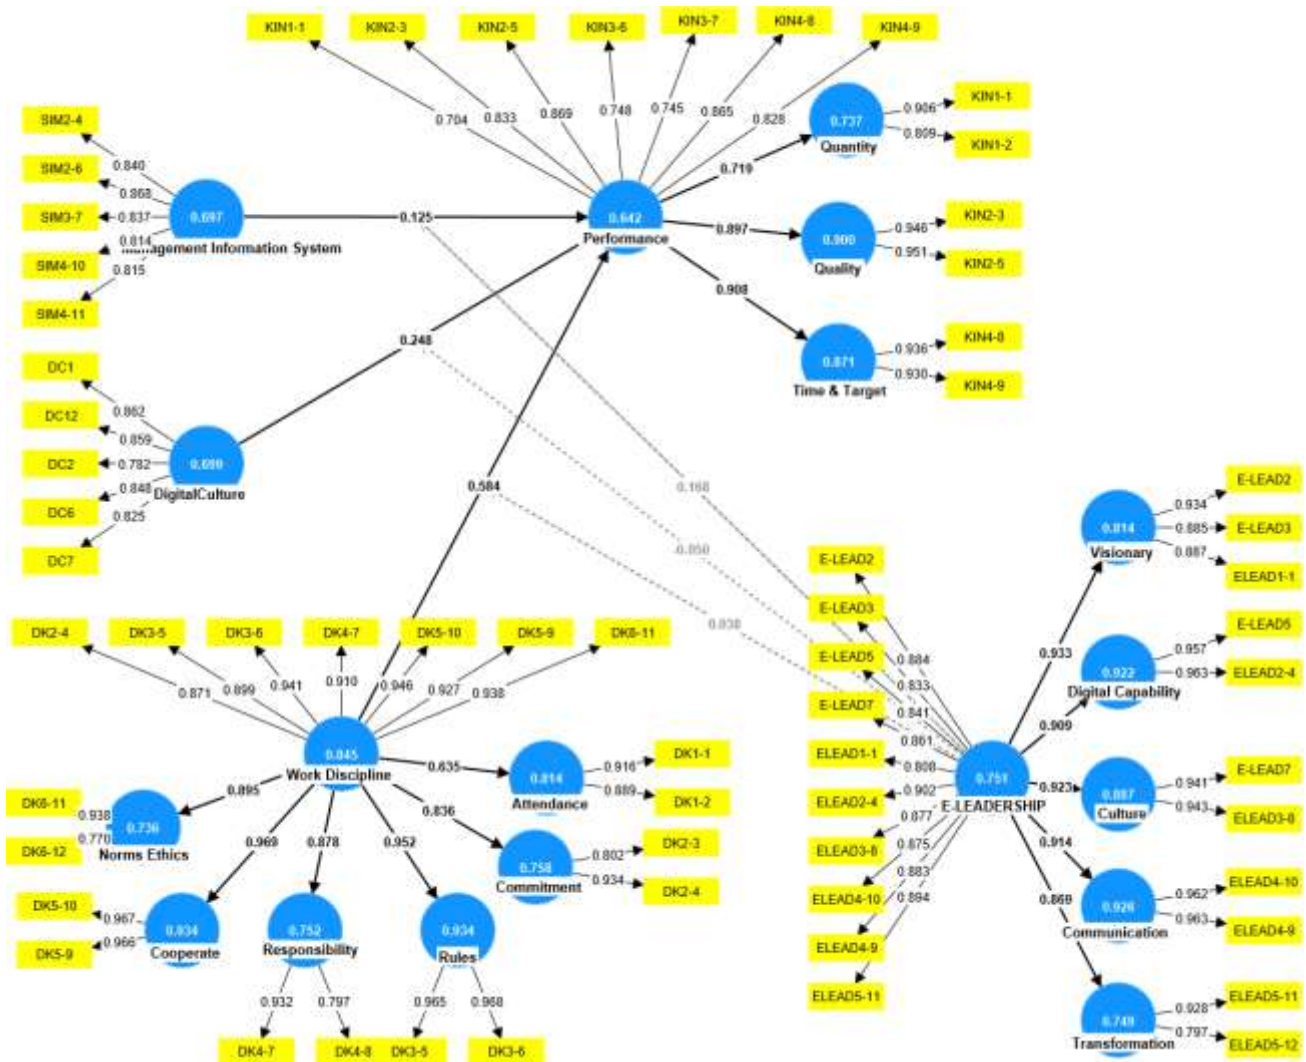 KIN1-1
KIN2-3
KIN2-5
KIN3-6
KIN3-7
KIN4-8
KIN4-9
0.704
0.833
0.869
0.748
0.745
0.865
0.828
0.737
Quantity
0.906
0.899
KIN1-1
KIN1-2
0.719
SIM2-4
SIM2-6
SIM3-7
SIM4-10
SIM4-11
0.840
0.868
0.837
0.814
0.815
0.697
agement Information System
0.125
0.642
Performance
0.897
0.900
Quality
0.946
0.951
KIN2-3
KIN2-5
0.908
0.871
Time & Target
0.936
0.930
KIN4-8
KIN4-9
DC1
DC12
DC2
DC6
DC7
0.862
0.859
0.782
0.848
0.825
DigitalCulture
0.248
0.584
0.168
-0.050
0.038
DK2-4
DK3-5
DK3-6
DK4-7
DK5-10
DK5-9
DK6-11
0.871
0.899
0.941
0.910
0.946
0.927
0.938
0.845
Work Discipline
0.635
0.814
Attendance
0.916
0.889
DK1-1
DK1-2
0.836
0.758
Commitment
0.802
0.934
DK2-3
DK2-4
0.895
0.736
Norms Ethics
DK6-11
DK6-12
0.938
0.770
0.969
0.934
Cooperate
DK5-10
DK5-9
0.967
0.966
0.878
0.752
Responsibility
0.932
0.797
DK4-7
DK4-8
0.952
0.934
Rules
0.965
0.968
DK3-5
DK3-6
E-LEAD2
E-LEAD3
E-LEAD5
E-LEAD7
ELEAD1-1
ELEAD2-4
ELEAD3-8
ELEAD4-10
ELEAD4-9
ELEAD5-11
0.884
0.833
0.841
0.861
0.808
0.902
0.877
0.875
0.883
0.894
0.751
E-LEADERSHIP
0.933
0.814
Visionary
0.934
0.885
0.887
E-LEAD2
E-LEAD3
ELEAD1-1
0.909
0.922
Digital Capability
0.957
0.963
E-LEAD5
ELEAD2-4
0.923
0.887
Culture
0.941
0.943
E-LEAD7
ELEAD3-8
0.914
0.926
Communication
0.962
0.963
ELEAD4-10
ELEAD4-9
0.869
0.749
Transformation
0.928
0.797
ELEAD5-11
ELEAD5-12